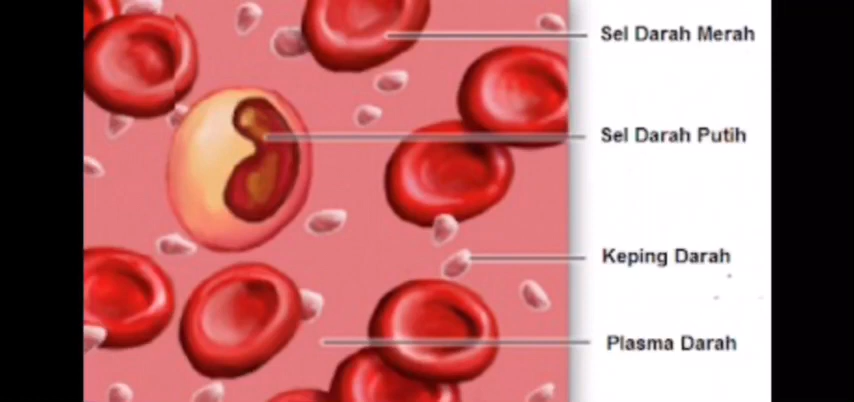 Sel Darah Merah
Sel Darah Putih
Keping Darah
Plasma Darah